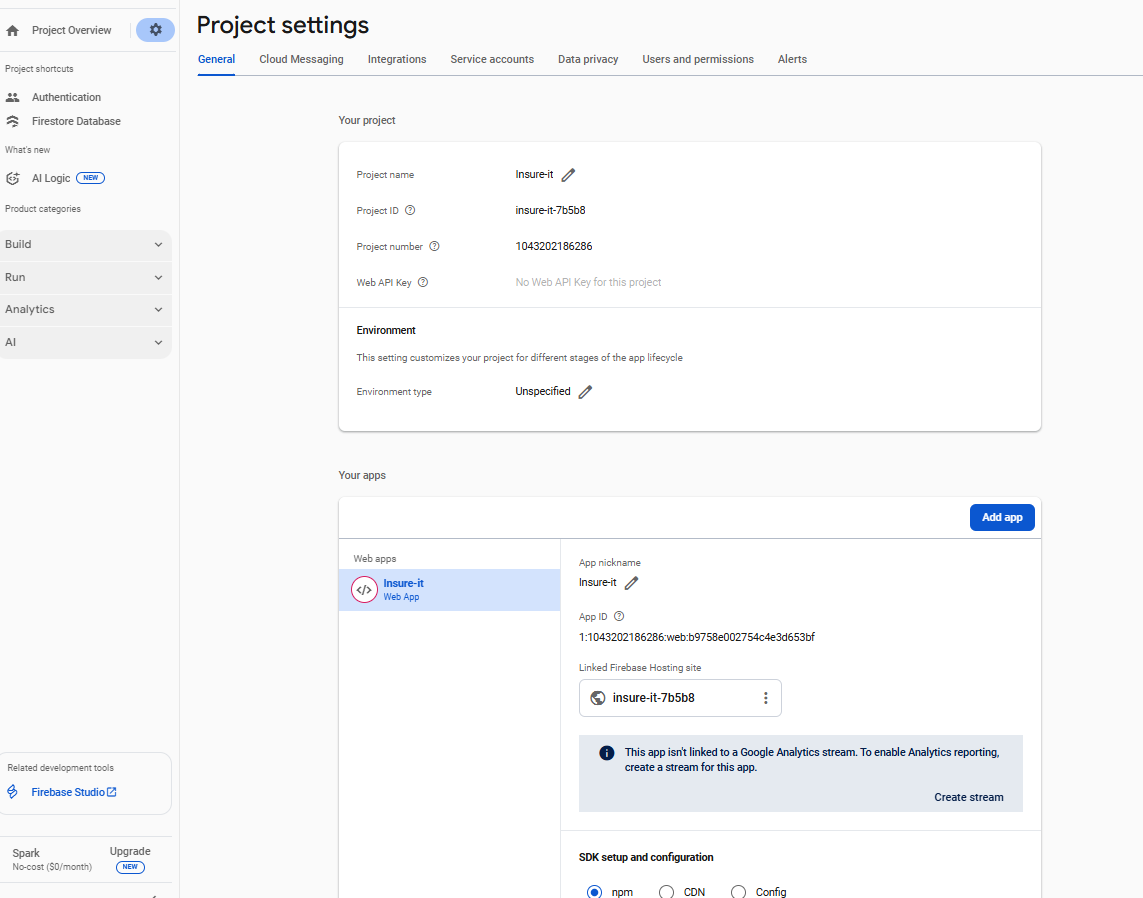 Project Overview
Project shortcuts
Authentication
Firestore Database
What's new
AI Logic NEW
Product categories
Build
Run
Analytics
AI
Related development tools
Firebase Studio
Spark
No-cost ($0/month)
Upgrade
NEW
Project settings
General Cloud Messaging Integrations Service accounts Data privacy Users and permissions Alerts
Your project
Project name Insure-it
Project ID insure-it-7b5b8
Project number 1043202186286
Web API Key No Web API Key for this project
Environment
This setting customizes your project for different stages of the app lifecycle
Environment type Unspecified
Your apps
Add app
Web apps
Insure-it
Web App
App nickname
Insure-it
App ID
1:1043202186286:web:b9758e002754c4e3d653bf
Linked Firebase Hosting site
insure-it-7b5b8
This app isn't linked to a Google Analytics stream. To enable Analytics reporting,
create a stream for this app.
Create stream
SDK setup and configuration
npm CDN Config